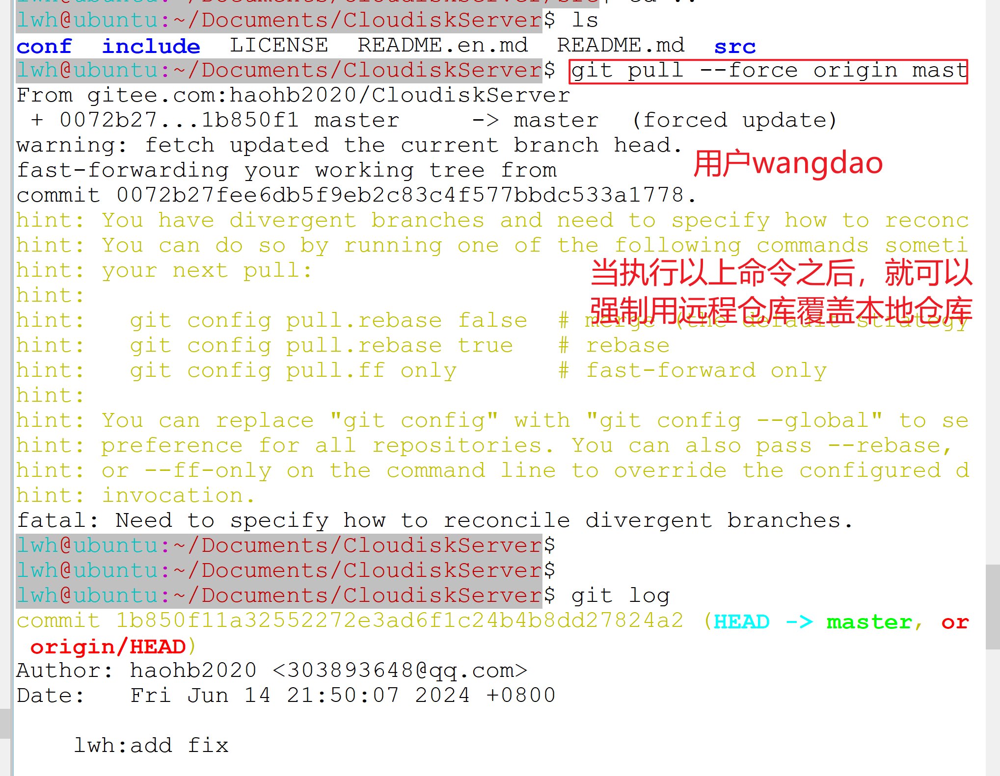 lwh@ubuntu:~/Documents/CloudiskServer/src$ cd ..
lwh@ubuntu:~/Documents/CloudiskServer$ ls
conf  include  LICENSE  README.en.md  README.md  src
lwh@ubuntu:~/Documents/CloudiskServer$ git pull --force origin mast
From gitee.com:haohb2020/CloudiskServer
 + 0072b27...1b850f1 master     -> master  (forced update)
warning: fetch updated the current branch head.
用户wangdao
fast-forwarding your working tree from
commit 0072b27fee6db5f9eb2c83c4f577bbdc533a1778.
hint: You have divergent branches and need to specify how to reconc
hint: You can do so by running one of the following commands someti
hint: your next pull:
当执行以上命令之后，就可以
强制用远程仓库覆盖本地仓库
hint:
hint:   git config pull.rebase false  # merge (the default strategy
hint:   git config pull.rebase true   # rebase
hint:   git config pull.ff only       # fast-forward only
hint:
hint: You can replace "git config" with "git config --global" to se
hint: preference for all repositories. You can also pass --rebase,
hint: or --ff-only on the command line to override the configured d
hint: invocation.
fatal: Need to specify how to reconcile divergent branches.
lwh@ubuntu:~/Documents/CloudiskServer$
lwh@ubuntu:~/Documents/CloudiskServer$
lwh@ubuntu:~/Documents/CloudiskServer$ git log
commit 1b850f11a32552272e3ad6f1c24b4b8dd27824a2 (HEAD -> master, or
 origin/HEAD)
Author: haohb2020 <303893648@qq.com>
Date:   Fri Jun 14 21:50:07 2024 +0800
    lwh:add fix